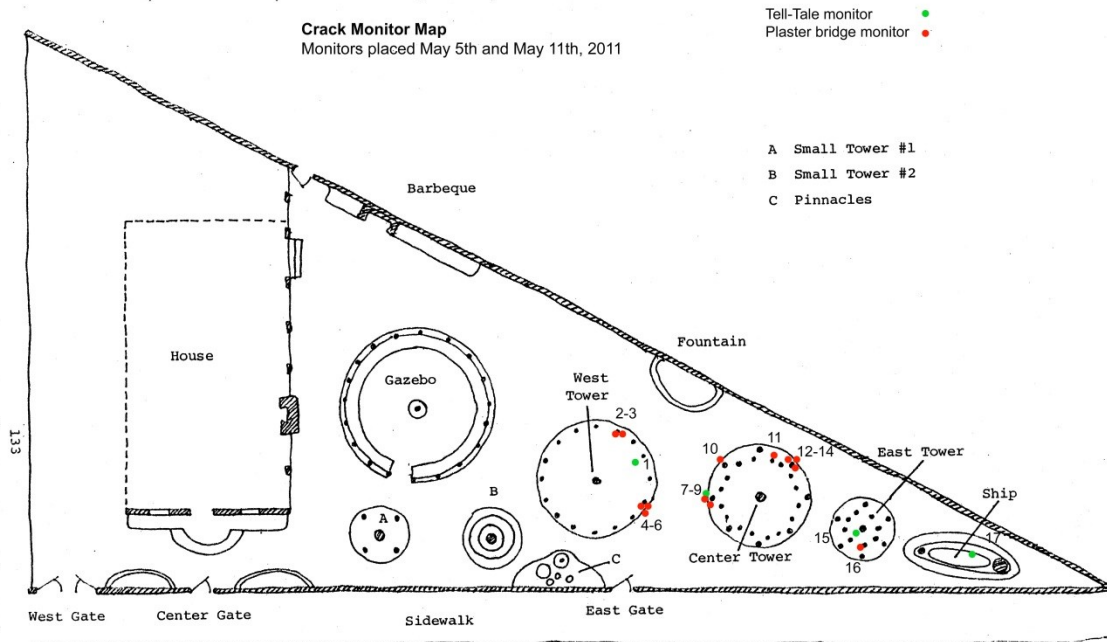 Crack Monitor Map
Monitors placed May 5th and May 11th, 2011
Tell-Tale monitor
Plaster bridge monitor
A Small Tower #1
B Small Tower #2
C Pinnacles
Barbeque
House
Gazebo
Fountain
West
Tower
2-3
1
4-6
10
11
12-14
7-9
Center Tower
East Tower
15
16
Ship
17
A
B
C
133
West Gate
Center Gate
Sidewalk
East Gate